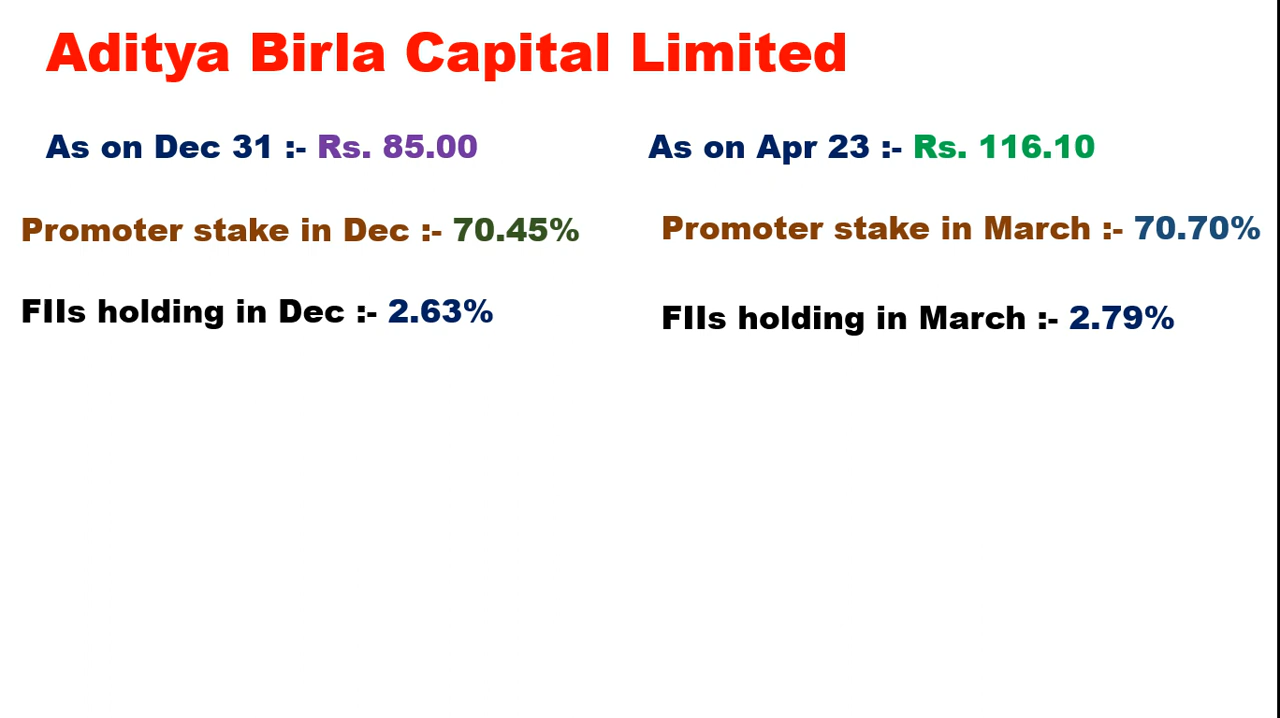 Aditya Birla Capital Limited
As on Dec 31 :- Rs. 85.00
As on Apr 23 :- Rs. 116.10
Promoter stake in Dec :- 70.45%
Promoter stake in March :- 70.70%
FIIs holding in Dec :- 2.63%
FIIs holding in March :- 2.79%